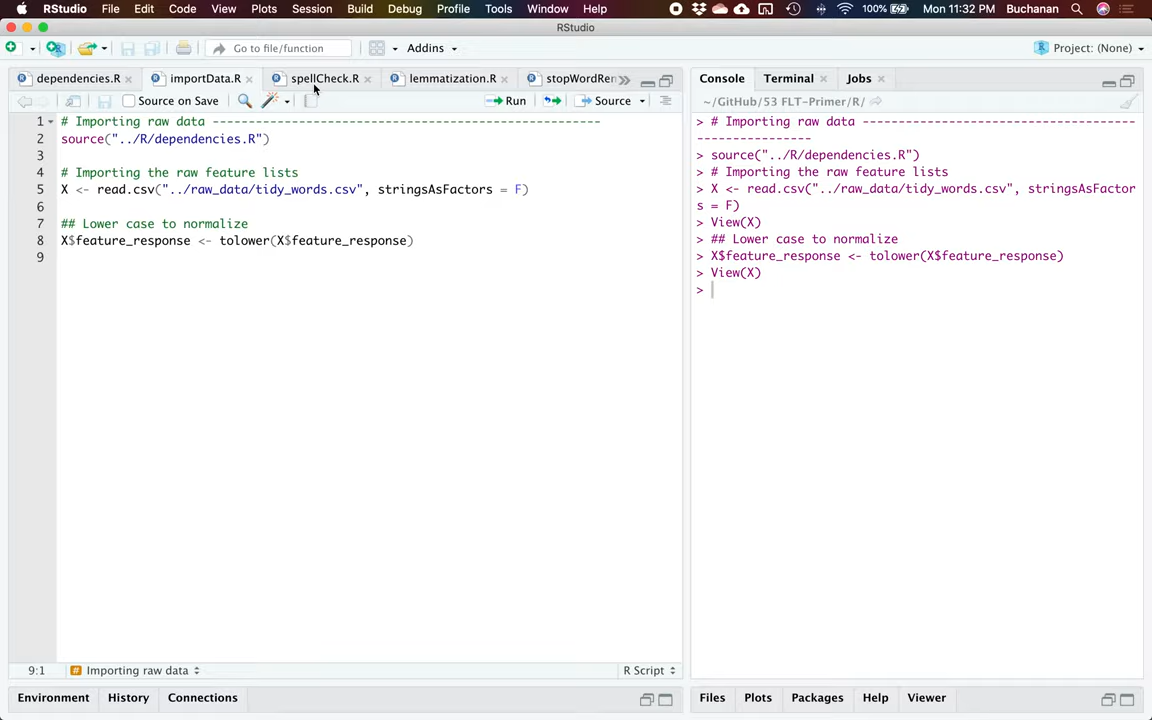 RStudio File Edit Code View Plots Session Build Debug Profile Tools Window Help 100% Mon 11:32 PM Buchanan
RStudio
Go to file/function Addins Project: (None)
dependencies.R importData.R spellCheck.R lemmatization.R stopWordRen
Source on Save Run Source
1 # Importing raw data ----------------------------------------------------
2 source("../R/dependencies.R")
3
4 # Importing the raw feature lists
5 X <- read.csv("../raw_data/tidy_words.csv", stringsAsFactors = F)
6
7 ## Lower case to normalize
8 X$feature_response <- tolower(X$feature_response)
9
9:1 # Importing raw data R Script
Environment History Connections
Console Terminal Jobs
~/GitHub/53 FLT-Primer/R/
> # Importing raw data ------------------------------------
---------------
> source("../R/dependencies.R")
> # Importing the raw feature lists
> X <- read.csv("../raw_data/tidy_words.csv", stringsAsFactor
s = F)
> View(X)
> ## Lower case to normalize
> X$feature_response <- tolower(X$feature_response)
> View(X)
>
Files Plots Packages Help Viewer